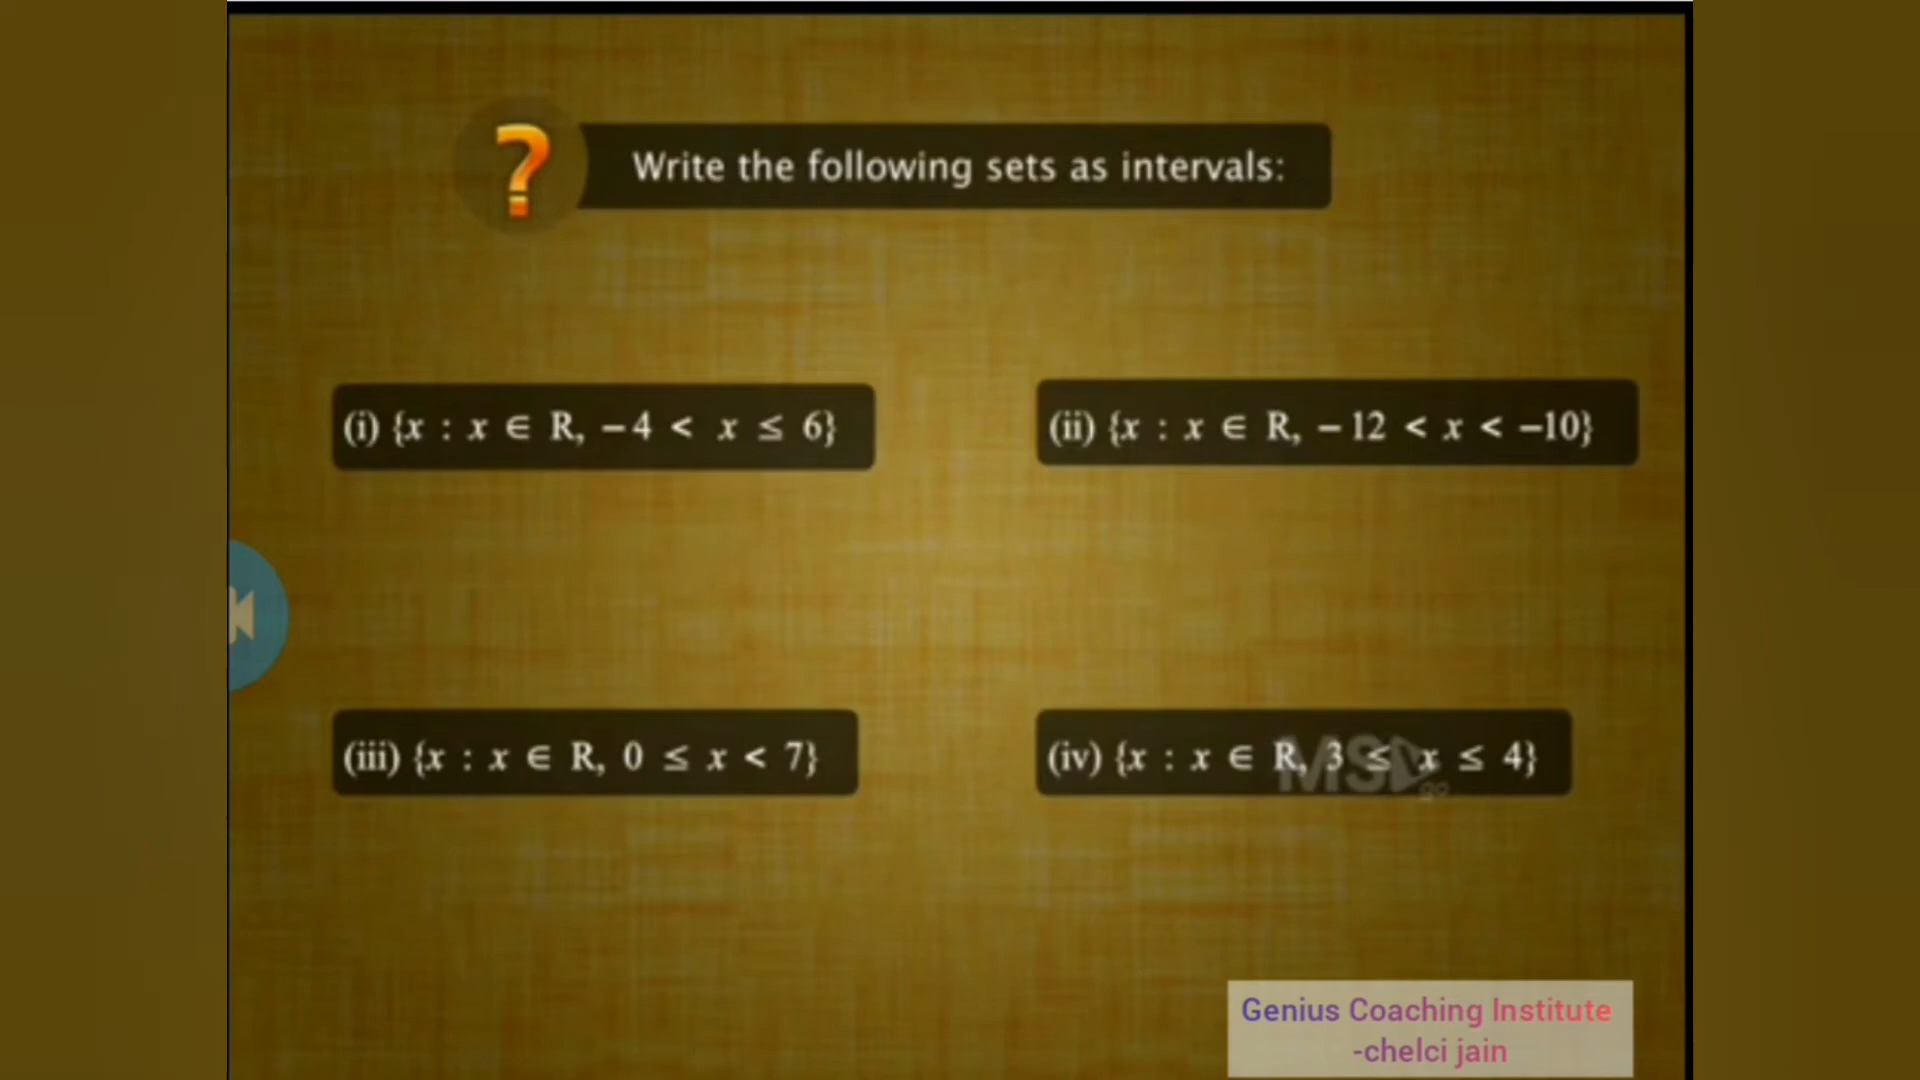 ?
Write the following sets as intervals:
(i) {x : x ∈ R, – 4 < x ≤ 6}
(ii) {x : x ∈ R, – 12 < x < –10}
(iii) {x : x ∈ R, 0 ≤ x < 7}
(iv) {x : x ∈ R, 3 ≤ x ≤ 4}
Genius Coaching Institute
-chelci jain